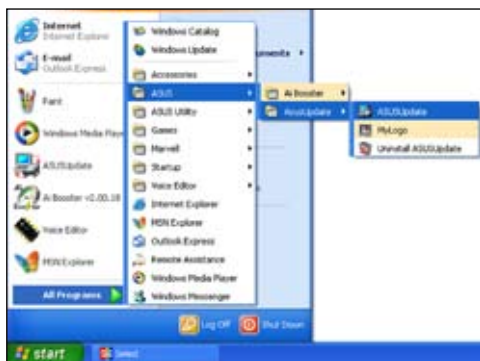 Internet
Internet Explorer
E-mail
Outlook Express
Paint
Windows Media Player
ASUSUpdate
Ai Booster v2.00.18
Voice Editor
MSN Explorer
All Programs
Windows Catalog
Windows Update
Accessories
ASUS
ASUS Utility
Games
Marvell
Startup
Voice Editor
Internet Explorer
MSN Explorer
Outlook Express
Remote Assistance
Windows Media Player
Windows Messenger
Ai Booster
AsusUpdate
ASUSUpdate
MyLogo
Uninstall ASUSUpdate
Log Off
Shut Down
start